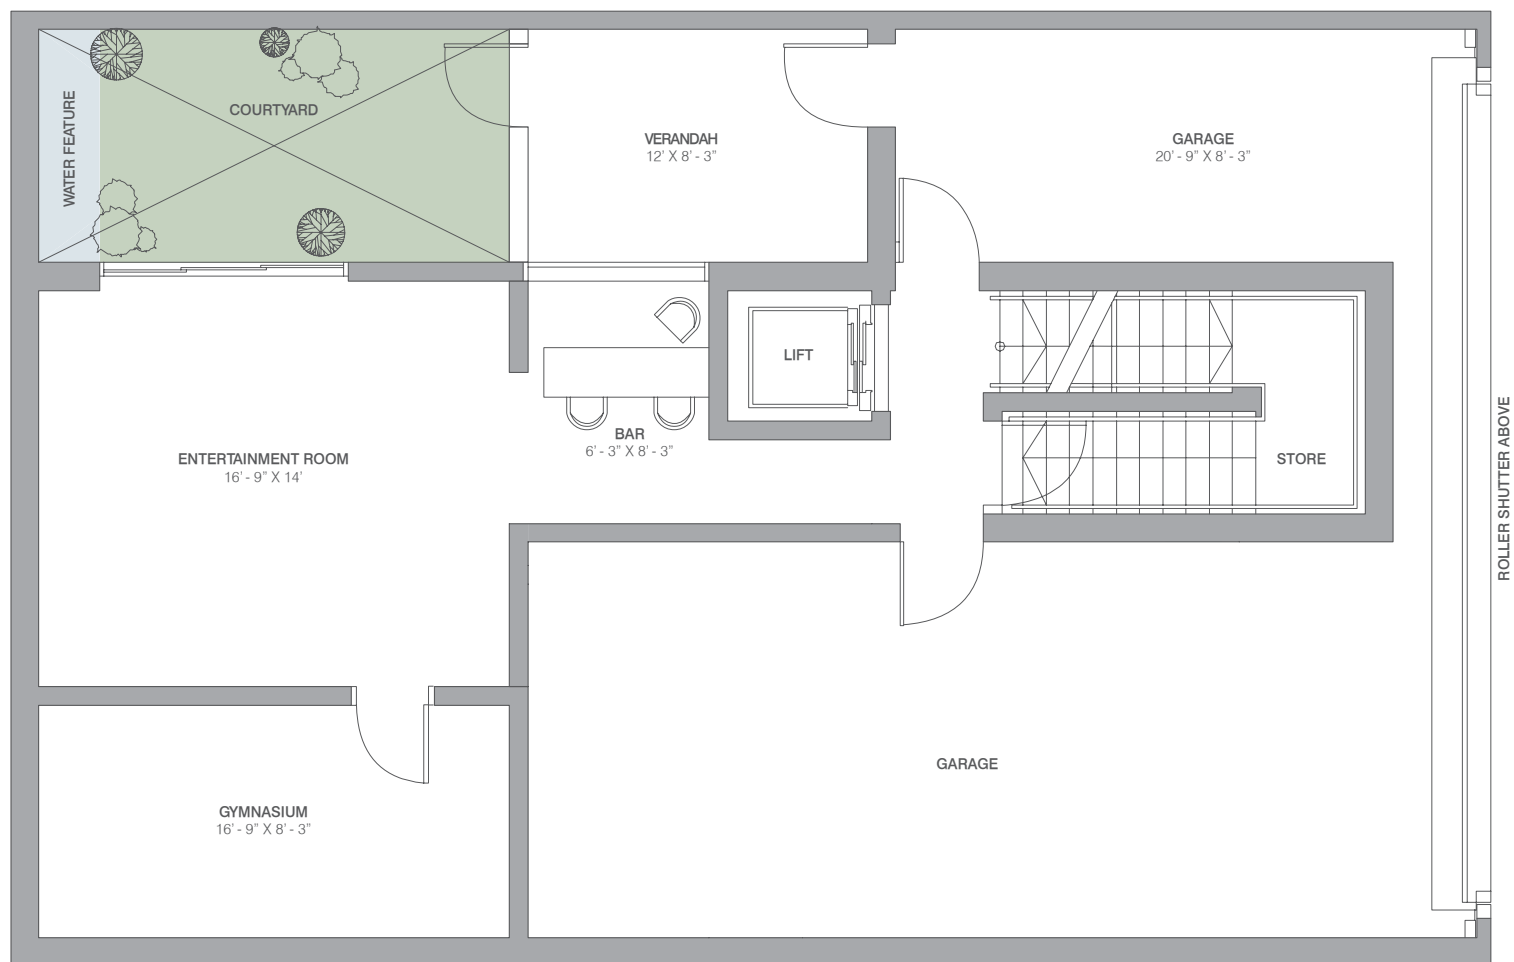 WATER FEATURE
COURTYARD
VERANDAH
12' X 8' - 3"
GARAGE
20' - 9" X 8' - 3"
LIFT
BAR
6' - 3" X 8' - 3"
ENTERTAINMENT ROOM
16' - 9" X 14'
STORE
ROLLER SHUTTER ABOVE
GARAGE
GYMNASIUM
16' - 9" X 8' - 3"